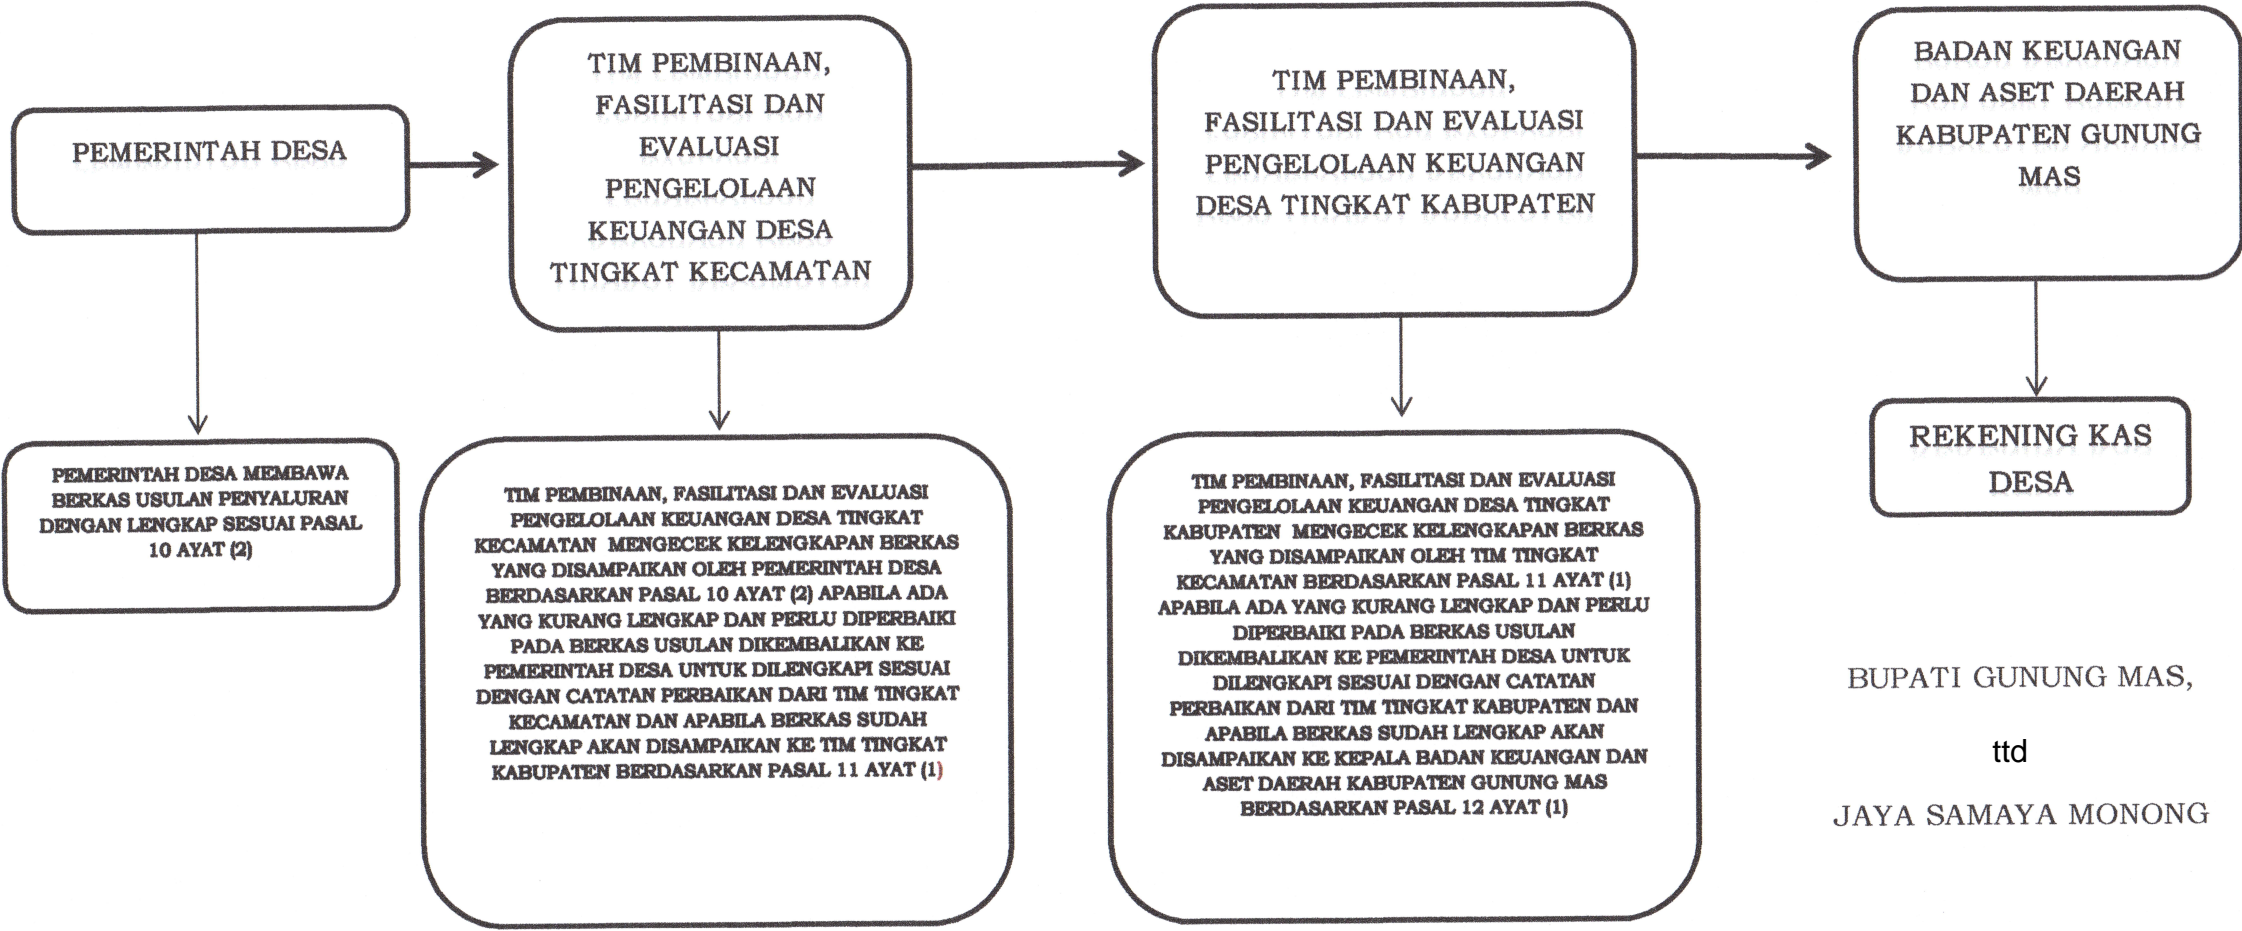 PEMERINTAH DESA
TIM PEMBINAAN,
FASILITASI DAN
EVALUASI
PENGELOLAAN
KEUANGAN DESA
TINGKAT KECAMATAN
TIM PEMBINAAN,
FASILITASI DAN EVALUASI
PENGELOLAAN KEUANGAN
DESA TINGKAT KABUPATEN
BADAN KEUANGAN
DAN ASET DAERAH
KABUPATEN GUNUNG
MAS
PEMERINTAH DESA MEMBAWA
BERKAS USULAN PENYALURAN
DENGAN LENGKAP SESUAI PASAL
10 AYAT (2)
TIM PEMBINAAN, FASILITASI DAN EVALUASI
PENGELOLAAN KEUANGAN DESA TINGKAT
KECAMATAN MENGECEK KELENGKAPAN BERKAS
YANG DISAMPAIKAN OLEH PEMERINTAH DESA
BERDASARKAN PASAL 10 AYAT (2) APABILA ADA
YANG KURANG LENGKAP DAN PERLU DIPERBAIKI
PADA BERKAS USULAN DIKEMBALIKAN KE
PEMERINTAH DESA UNTUK DILENGKAPI SESUAI
DENGAN CATATAN PERBAIKAN DARI TIM TINGKAT
KECAMATAN DAN APABILA BERKAS SUDAH
LENGKAP AKAN DISAMPAIKAN KE TIM TINGKAT
KABUPATEN BERDASARKAN PASAL 11 AYAT (1)
TIM PEMBINAAN, FASILITASI DAN EVALUASI
PENGELOLAAN KEUANGAN DESA TINGKAT
KABUPATEN MENGECEK KELENGKAPAN BERKAS
YANG DISAMPAIKAN OLEH TIM TINGKAT
KECAMATAN BERDASARKAN PASAL 11 AYAT (1)
APABILA ADA YANG KURANG LENGKAP DAN PERLU
DIPERBAIKI PADA BERKAS USULAN
DIKEMBALIKAN KE PEMERINTAH DESA UNTUK
DILENGKAPI SESUAI DENGAN CATATAN
PERBAIKAN DARI TIM TINGKAT KABUPATEN DAN
APABILA BERKAS SUDAH LENGKAP AKAN
DISAMPAIKAN KE KEPALA BADAN KEUANGAN DAN
ASET DAERAH KABUPATEN GUNUNG MAS
BERDASARKAN PASAL 12 AYAT (1)
REKENING KAS
DESA
BUPATI GUNUNG MAS,
ttd
JAYA SAMAYA MONONG